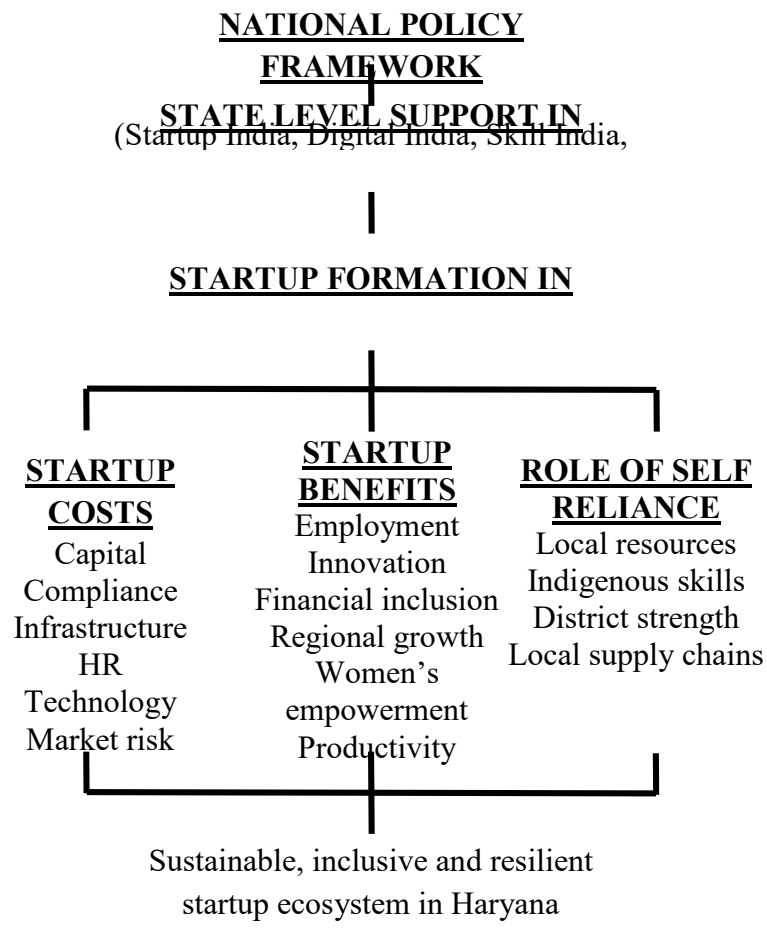 NATIONAL POLICY
FRAMEWORK
STATE LEVEL SUPPORT IN
(Startup India, Digital India, Skill India,
STARTUP FORMATION IN
STARTUP
COSTS
Capital
Compliance
Infrastructure
HR
Technology
Market risk
STARTUP
BENEFITS
Employment
Innovation
Financial inclusion
Regional growth
Women’s
empowerment
Productivity
ROLE OF SELF
RELIANCE
Local resources
Indigenous skills
District strength
Local supply chains
Sustainable, inclusive and resilient
startup ecosystem in Haryana